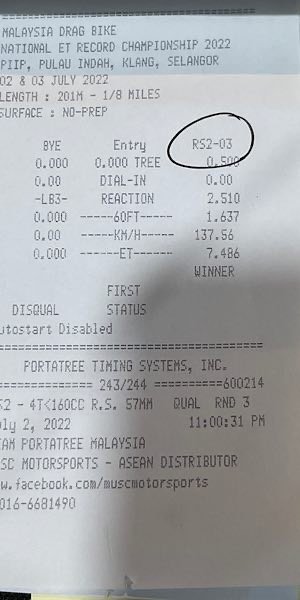 MALAYSIA DRAG BIKE
NATIONAL ET RECORD CHAMPIONSHIP 2022
PIIP, PULAU INDAH, KLANG, SELANGOR
02 & 03 JULY 2022
LENGTH : 201M - 1/8 MILES
SURFACE : NO-PREP
BYE Entry RS2-03
0.000 0.000 TREE 0.500
0.00 DIAL-IN 0.00
-LB3- REACTION 2.510
0.000 ------60FT----- 1.637
0.00 ------KM/H----- 137.56
0.000 -------ET------ 7.486
WINNER
FIRST
DISQUAL STATUS
utostart Disabled
PORTATREE TIMING SYSTEMS, INC.
============= 243/244 ==========600214
S2 - 4T<160CC R.S. 57MM QUAL RND 3
ly 2, 2022 11:00:31 PM
AM PORTATREE MALAYSIA
SC MOTORSPORTS - ASEAN DISTRIBUTOR
w.facebook.com/muscmotorsports
016-6681490